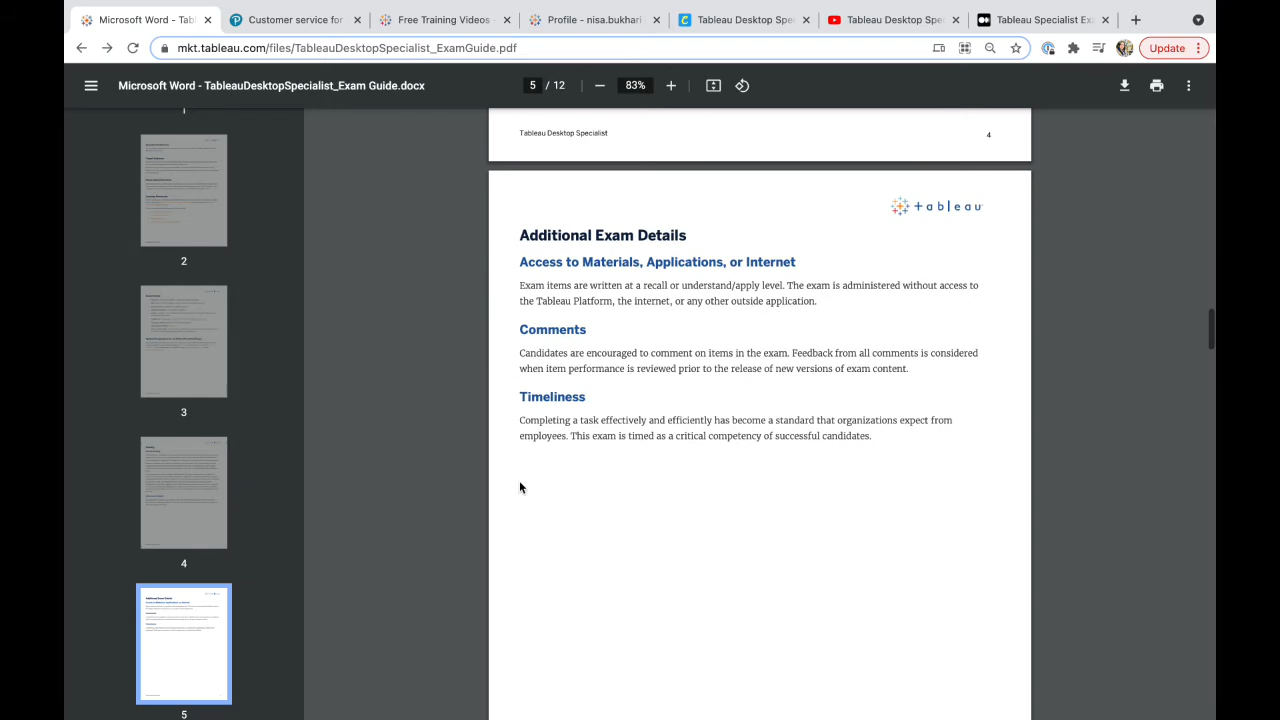 Microsoft Word - Tab
Customer service for
Free Training Videos -
Profile - nisa.bukhari
Tableau Desktop Spe
Tableau Desktop Spe
Tableau Specialist Exa
mkt.tableau.com/files/TableauDesktopSpecialist_ExamGuide.pdf
Update
Microsoft Word - TableauDesktopSpecialist_Exam Guide.docx
5 / 12
83%
1
2
3
4
5
Tableau Desktop Specialist
4
+ableau
Additional Exam Details
Access to Materials, Applications, or Internet
Exam items are written at a recall or understand/apply level. The exam is administered without access to
the Tableau Platform, the internet, or any other outside application.
Comments
Candidates are encouraged to comment on items in the exam. Feedback from all comments is considered
when item performance is reviewed prior to the release of new versions of exam content.
Timeliness
Completing a task effectively and efficiently has become a standard that organizations expect from
employees. This exam is timed as a critical competency of successful candidates.